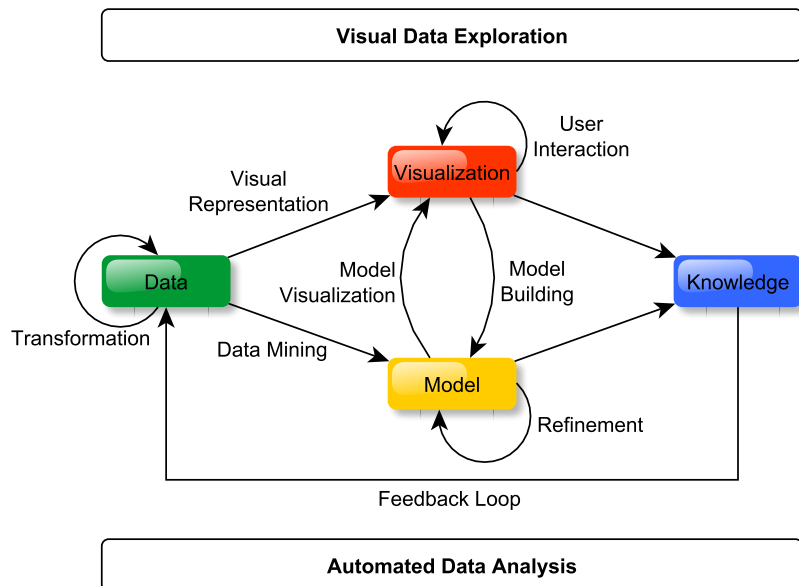 Visual Data Exploration
User
Interaction
Visualization
Visual
Representation
Data
Model
Visualization
Model
Building
Knowledge
Transformation
Data Mining
Model
Refinement
Feedback Loop
Automated Data Analysis